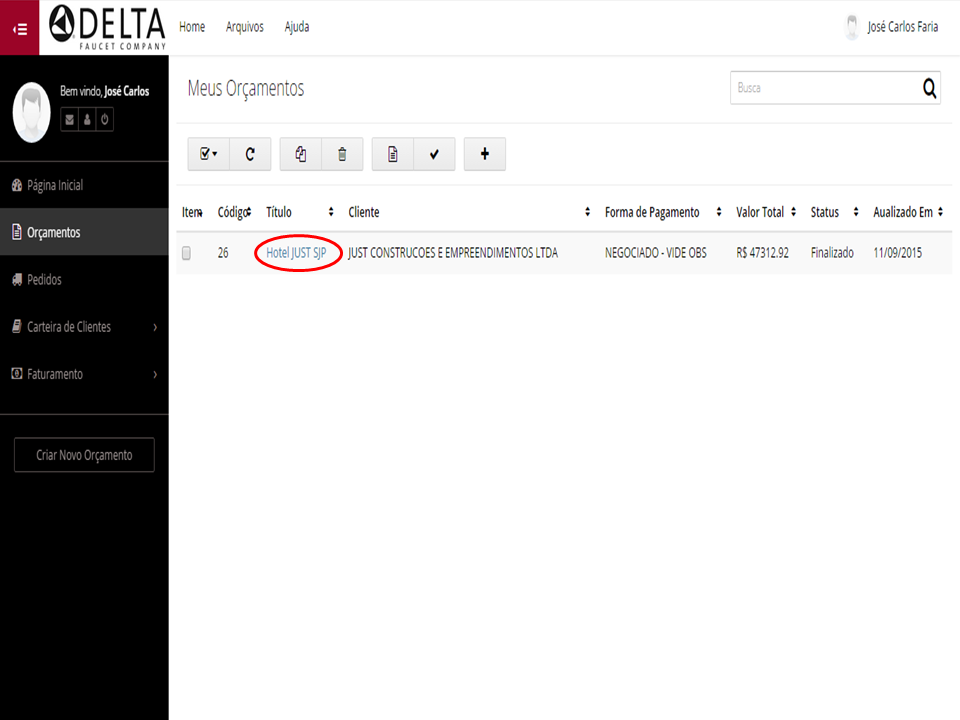 DELTA
FAUCET COMPANY
Home Arquivos Ajuda
José Carlos Faria
Bem vindo, José Carlos
Meus Orçamentos
Busca
Página Inicial
Orçamentos
Pedidos
Carteira de Clientes
Faturamento
Criar Novo Orçamento
Item Código Título Cliente Forma de Pagamento Valor Total Status Aualizado Em
26 Hotel JUST SJP JUST CONSTRUCOES E EMPREENDIMENTOS LTDA NEGOCIADO - VIDE OBS R$ 47312.92 Finalizado 11/09/2015